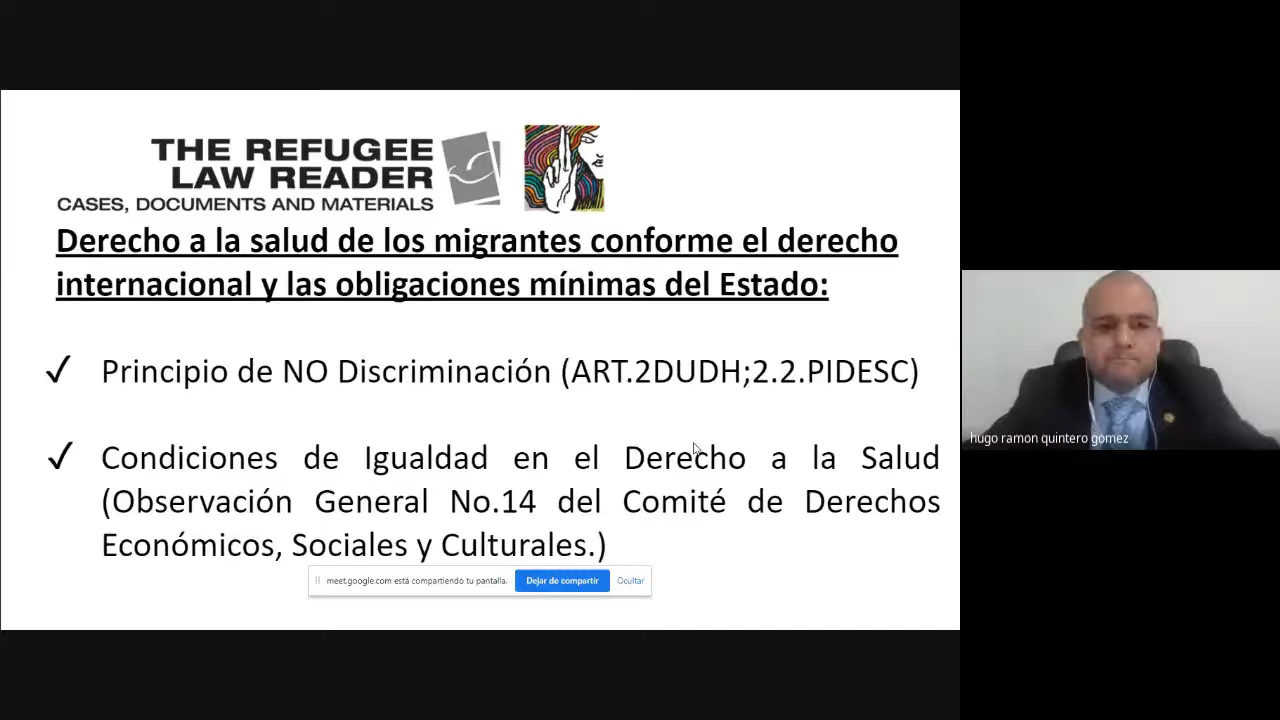 THE REFUGEE
LAW READER
CASES, DOCUMENTS AND MATERIALS
Derecho a la salud de los migrantes conforme el derecho
internacional y las obligaciones mínimas del Estado:
✓ Principio de NO Discriminación (ART.2DUDH;2.2.PIDESC)
✓ Condiciones de Igualdad en el Derecho a la Salud
(Observación General No.14 del Comité de Derechos
Económicos, Sociales y Culturales.)
meet.google.com está compartiendo tu pantalla. Dejar de compartir Ocultar
hugo ramon quintero gomez